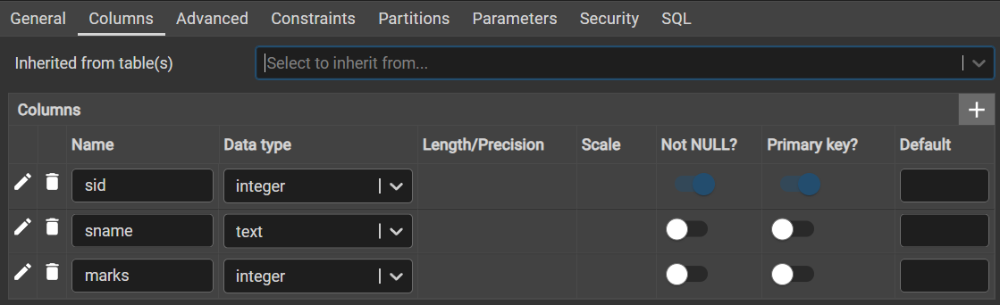 General Columns Advanced Constraints Partitions Parameters Security SQL
Inherited from table(s) Select to inherit from...
Columns
Name Data type Length/Precision Scale Not NULL? Primary key? Default
sid integer
sname text
marks integer